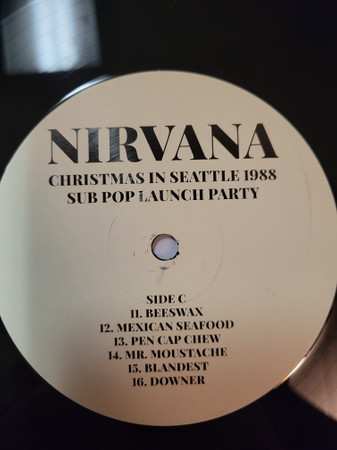 NIRVANA
CHRISTMAS IN SEATTLE 1988
SUB POP LAUNCH PARTY
SIDE C
11. BEESWAX
12. MEXICAN SEAFOOD
13. PEN CAP CHEW
14. MR. MOUSTACHE
15. BLANDEST
16. DOWNER